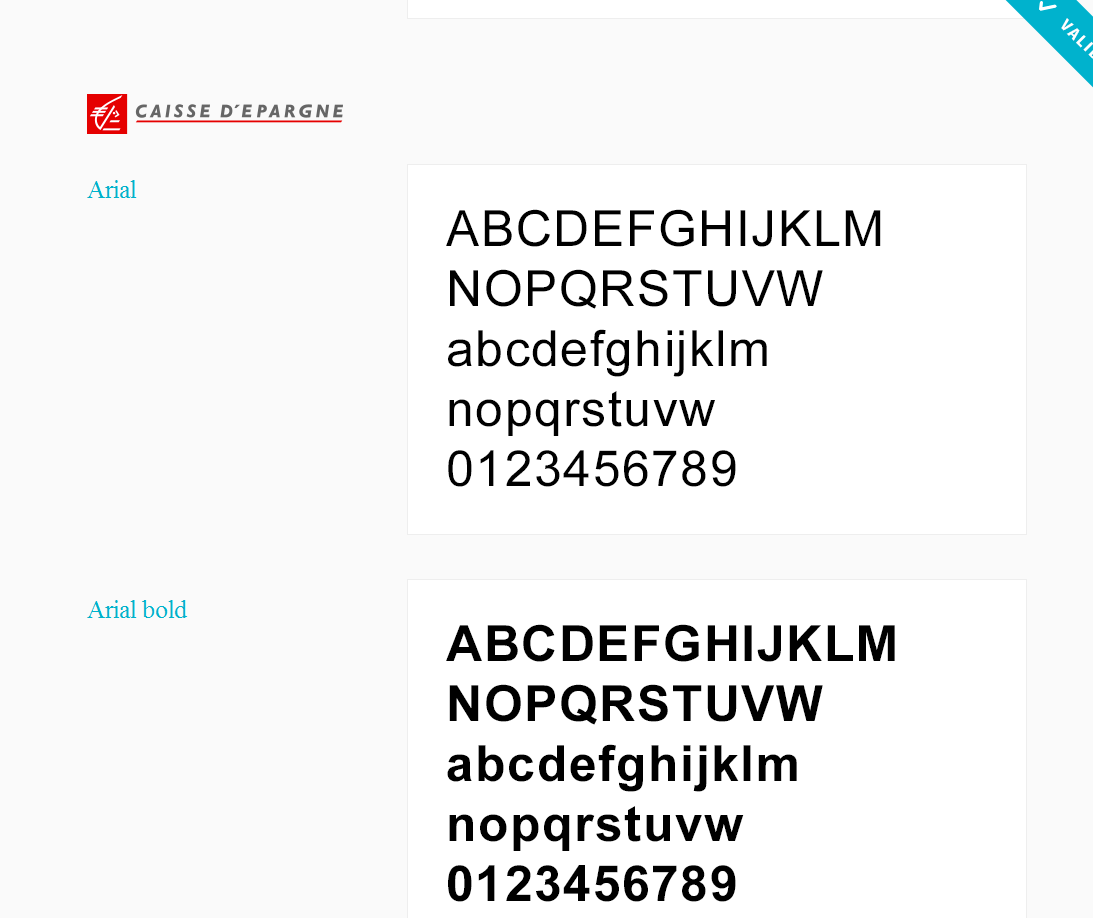 CAISSE D'EPARGNE
Arial
ABCDEFGHIJKLM
NOPQRSTUVW
abcdefghijklm
nopqrstuvw
0123456789
Arial bold
ABCDEFGHIJKLM
NOPQRSTUVW
abcdefghijklm
nopqrstuvw
0123456789